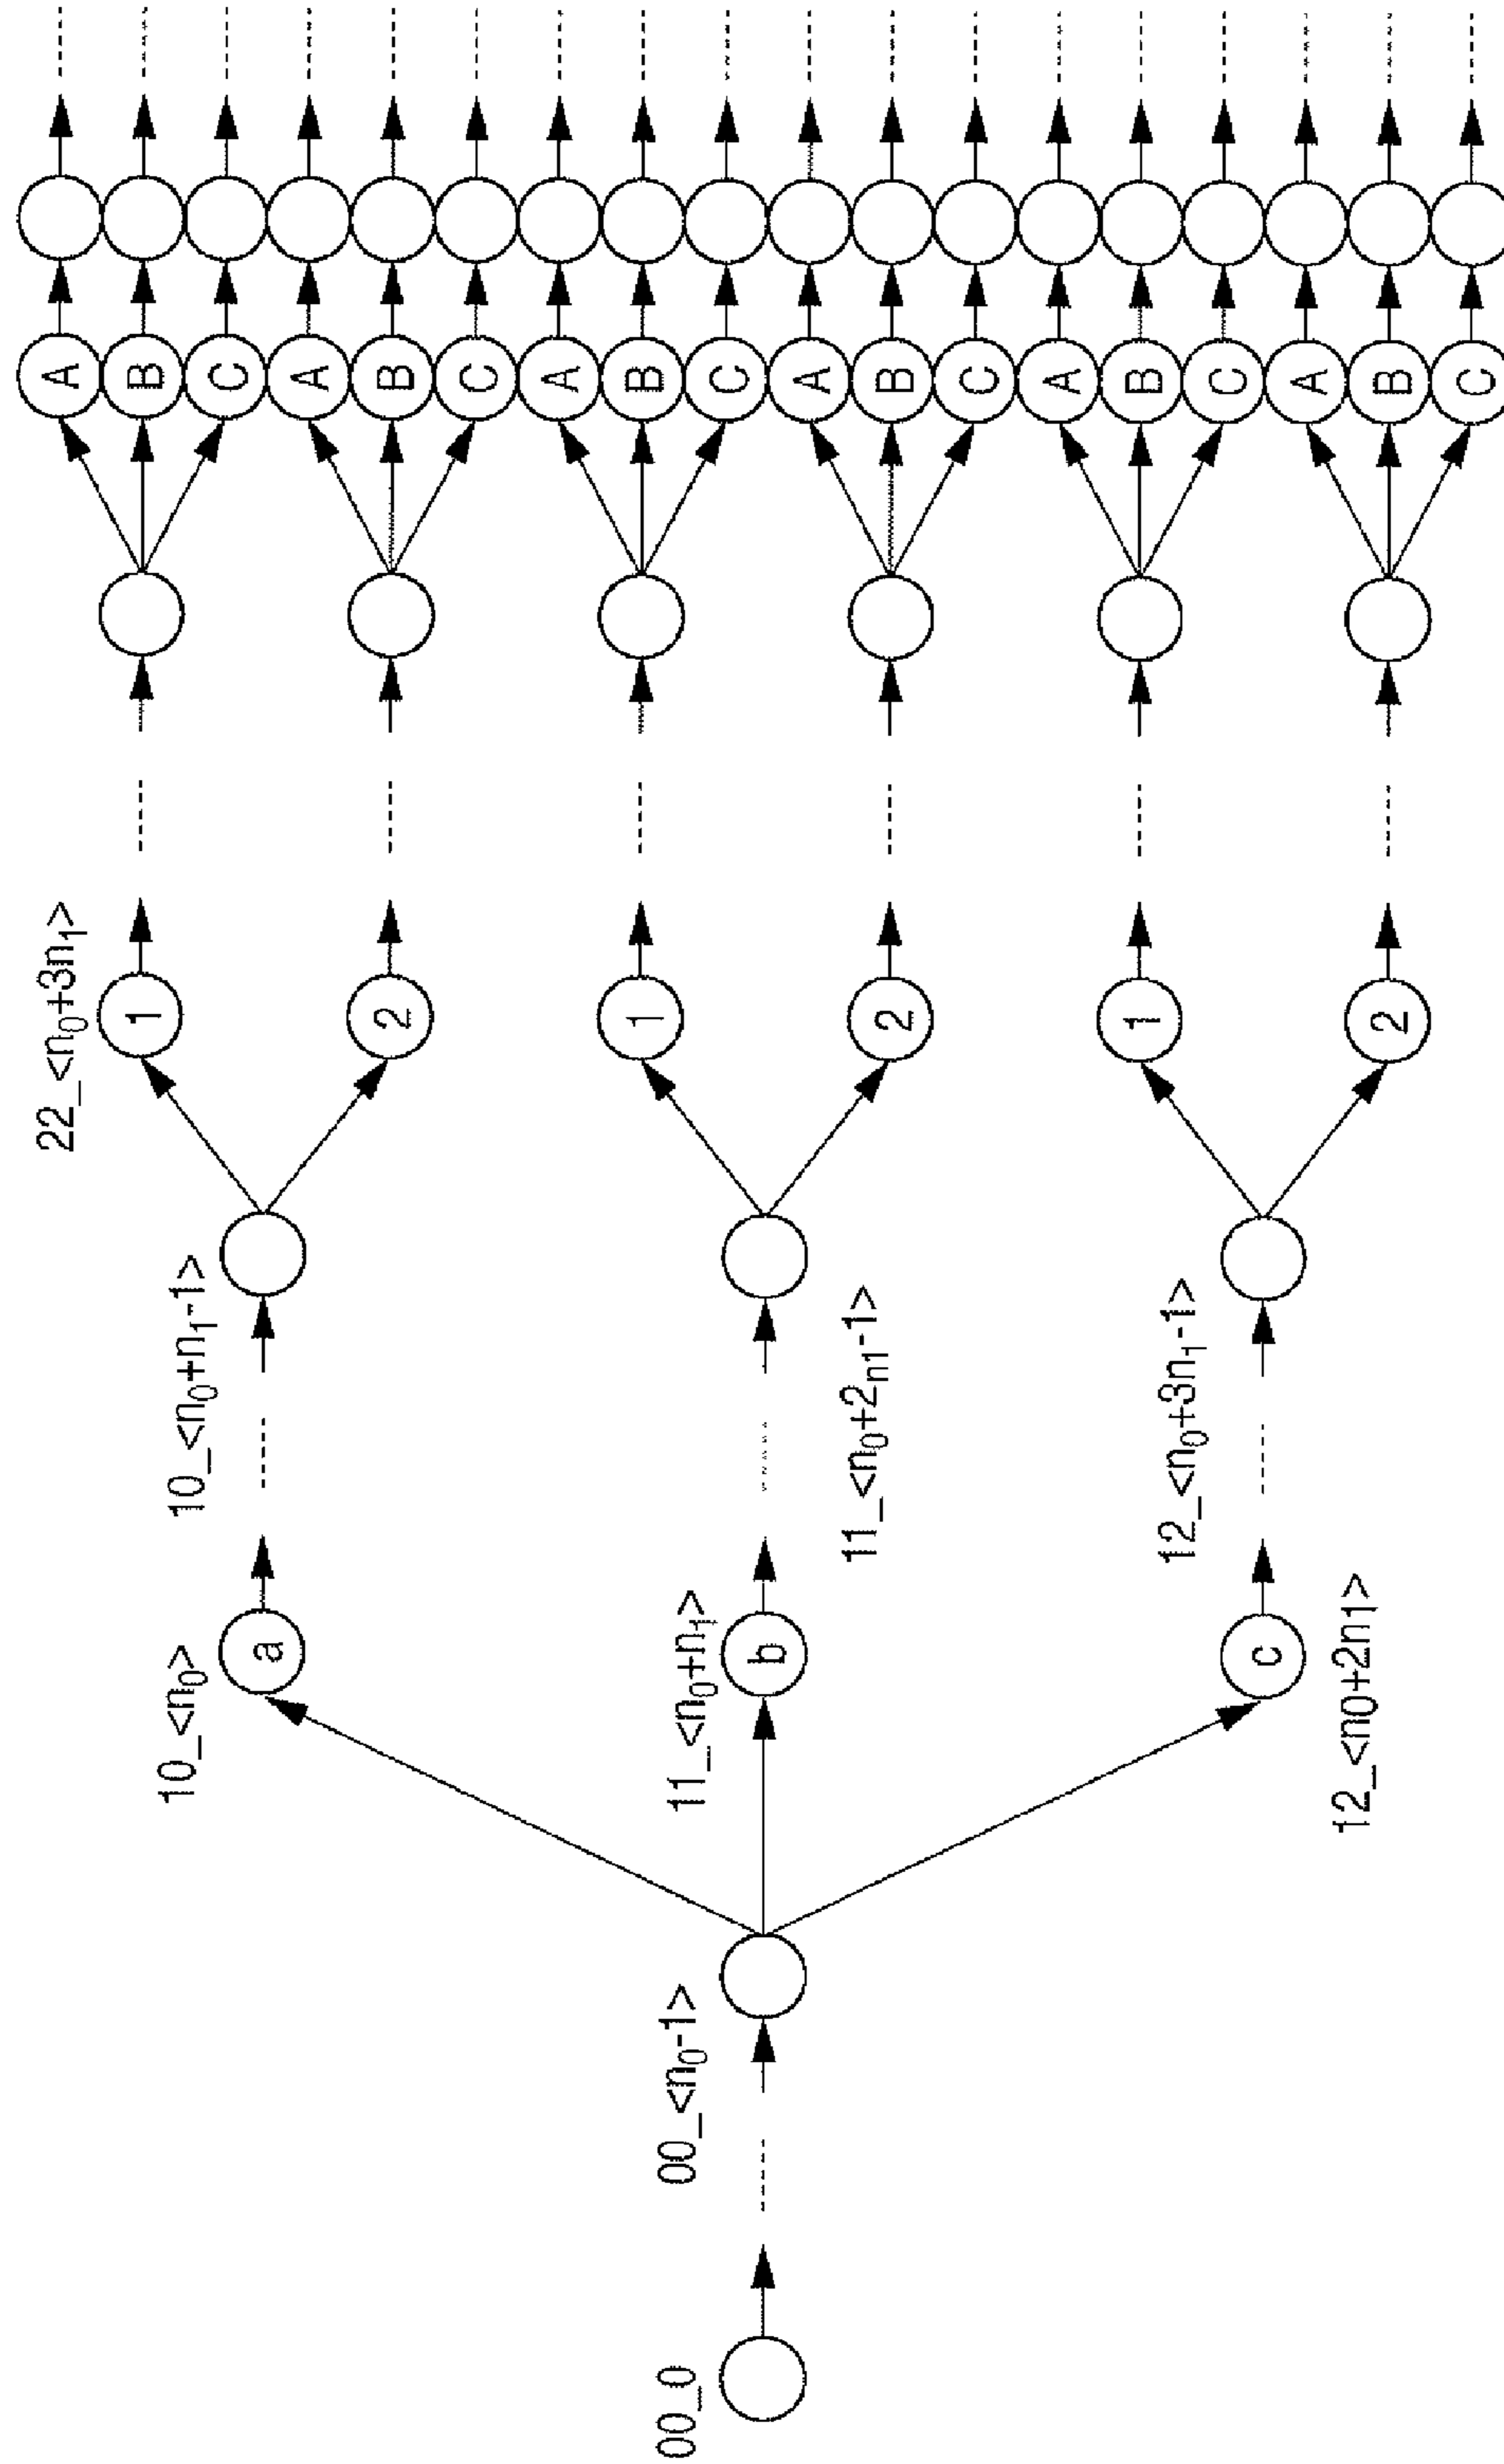 00_0
00_<n₀-1>
10_<n₀>
a
10_<n₀+n₁-1>
11_<n₀+n₁>
b
11_<n₀+2ₙ₁-1>
12_<n₀+2n₁>
c
12_<n₀+3n₁-1>
22_<n₀+3n₁>
1
2
1
2
1
2
A
B
C
A
B
C
A
B
C
A
B
C
A
B
C
A
B
C